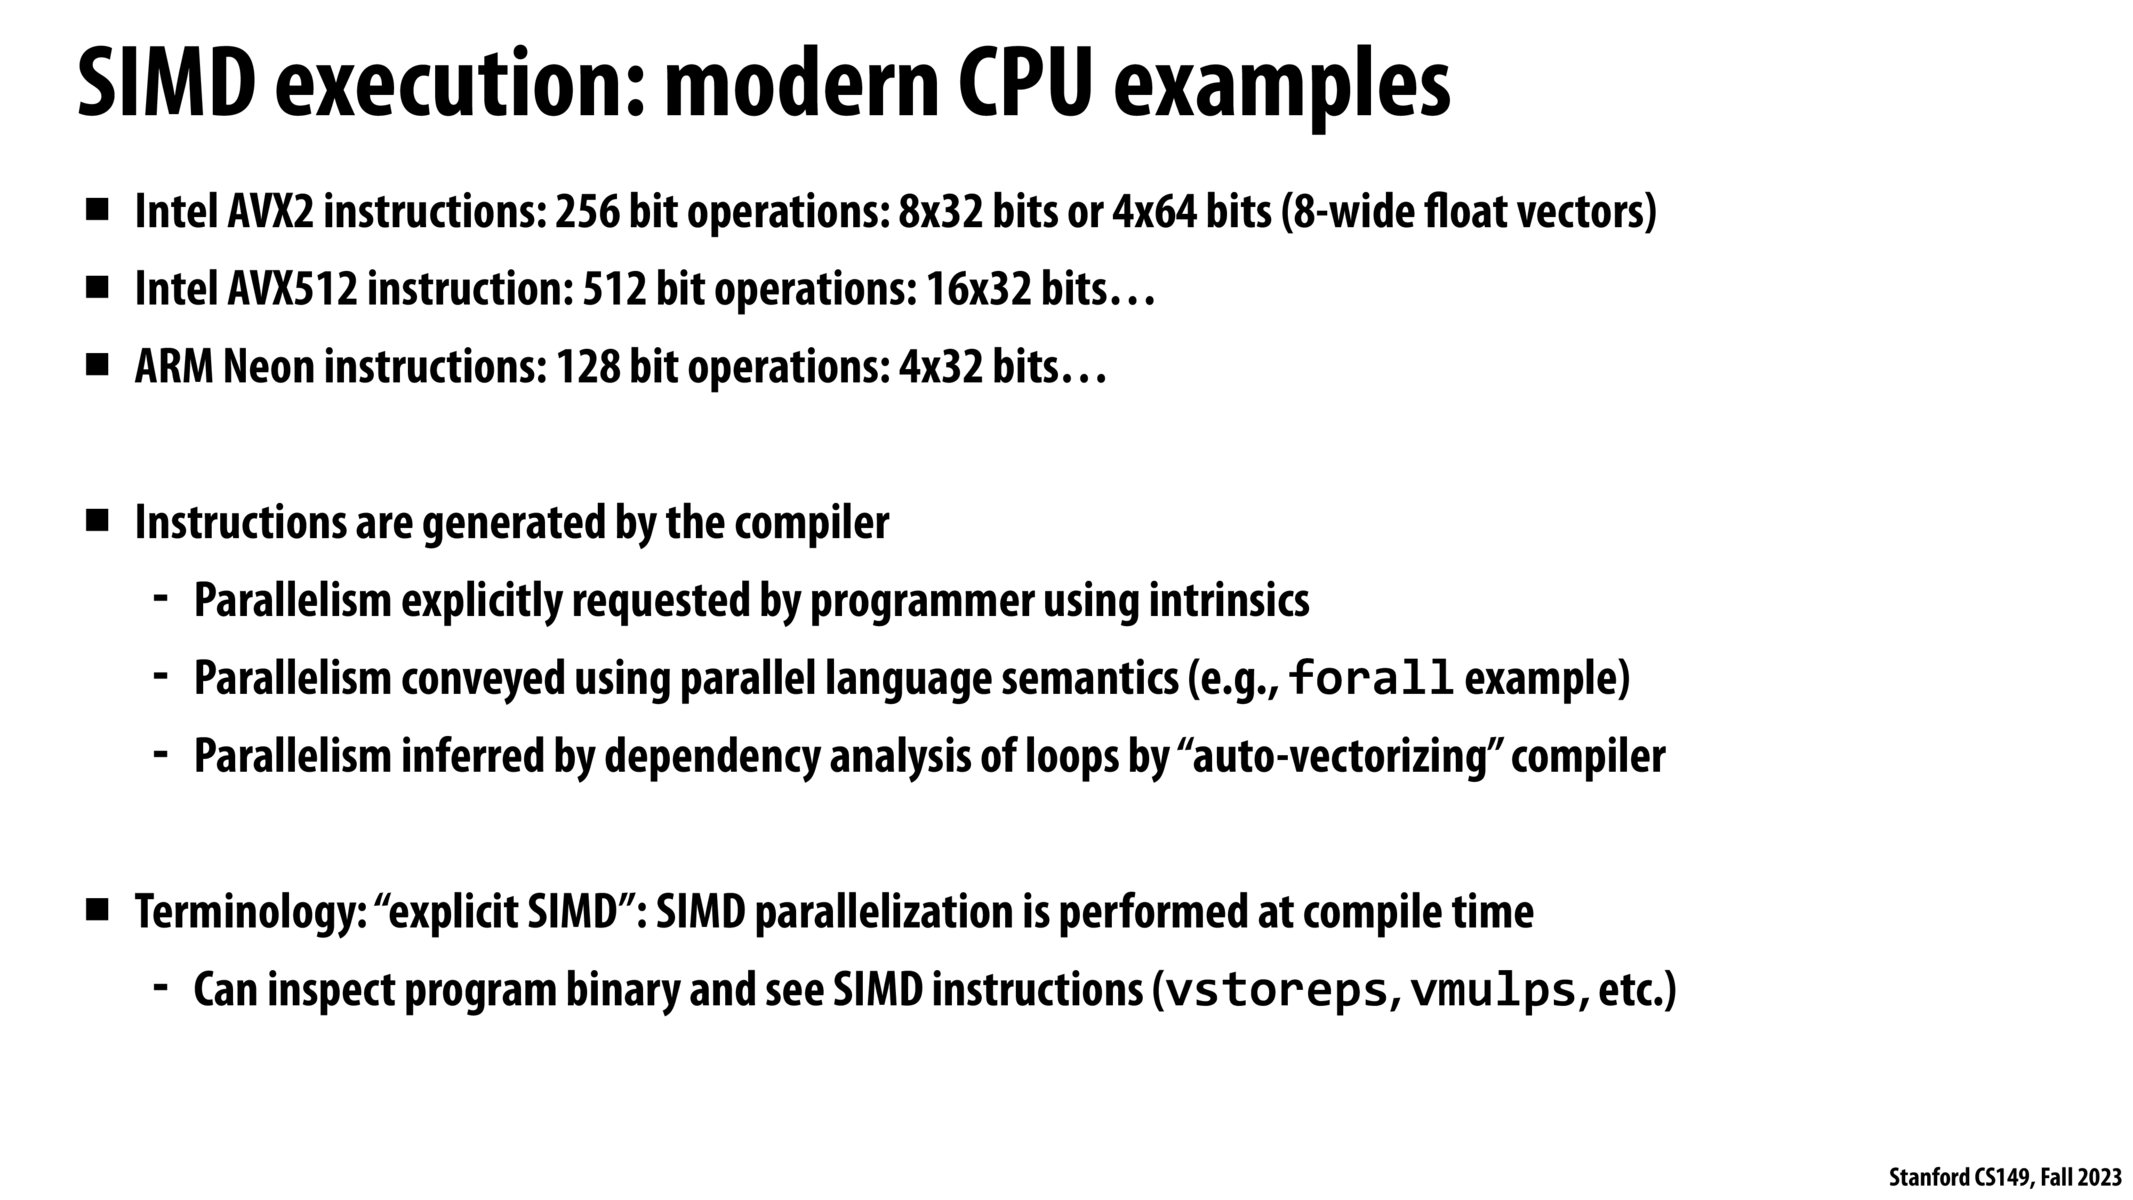 SIMD execution: modern CPU examples
■ Intel AVX2 instructions: 256 bit operations: 8x32 bits or 4x64 bits (8-wide float vectors)
■ Intel AVX512 instruction: 512 bit operations: 16x32 bits…
■ ARM Neon instructions: 128 bit operations: 4x32 bits…
■ Instructions are generated by the compiler
- Parallelism explicitly requested by programmer using intrinsics
- Parallelism conveyed using parallel language semantics (e.g., forall example)
- Parallelism inferred by dependency analysis of loops by “auto-vectorizing” compiler
■ Terminology: “explicit SIMD”: SIMD parallelization is performed at compile time
- Can inspect program binary and see SIMD instructions (vstoreps, vmulps, etc.)
Stanford CS149, Fall 2023